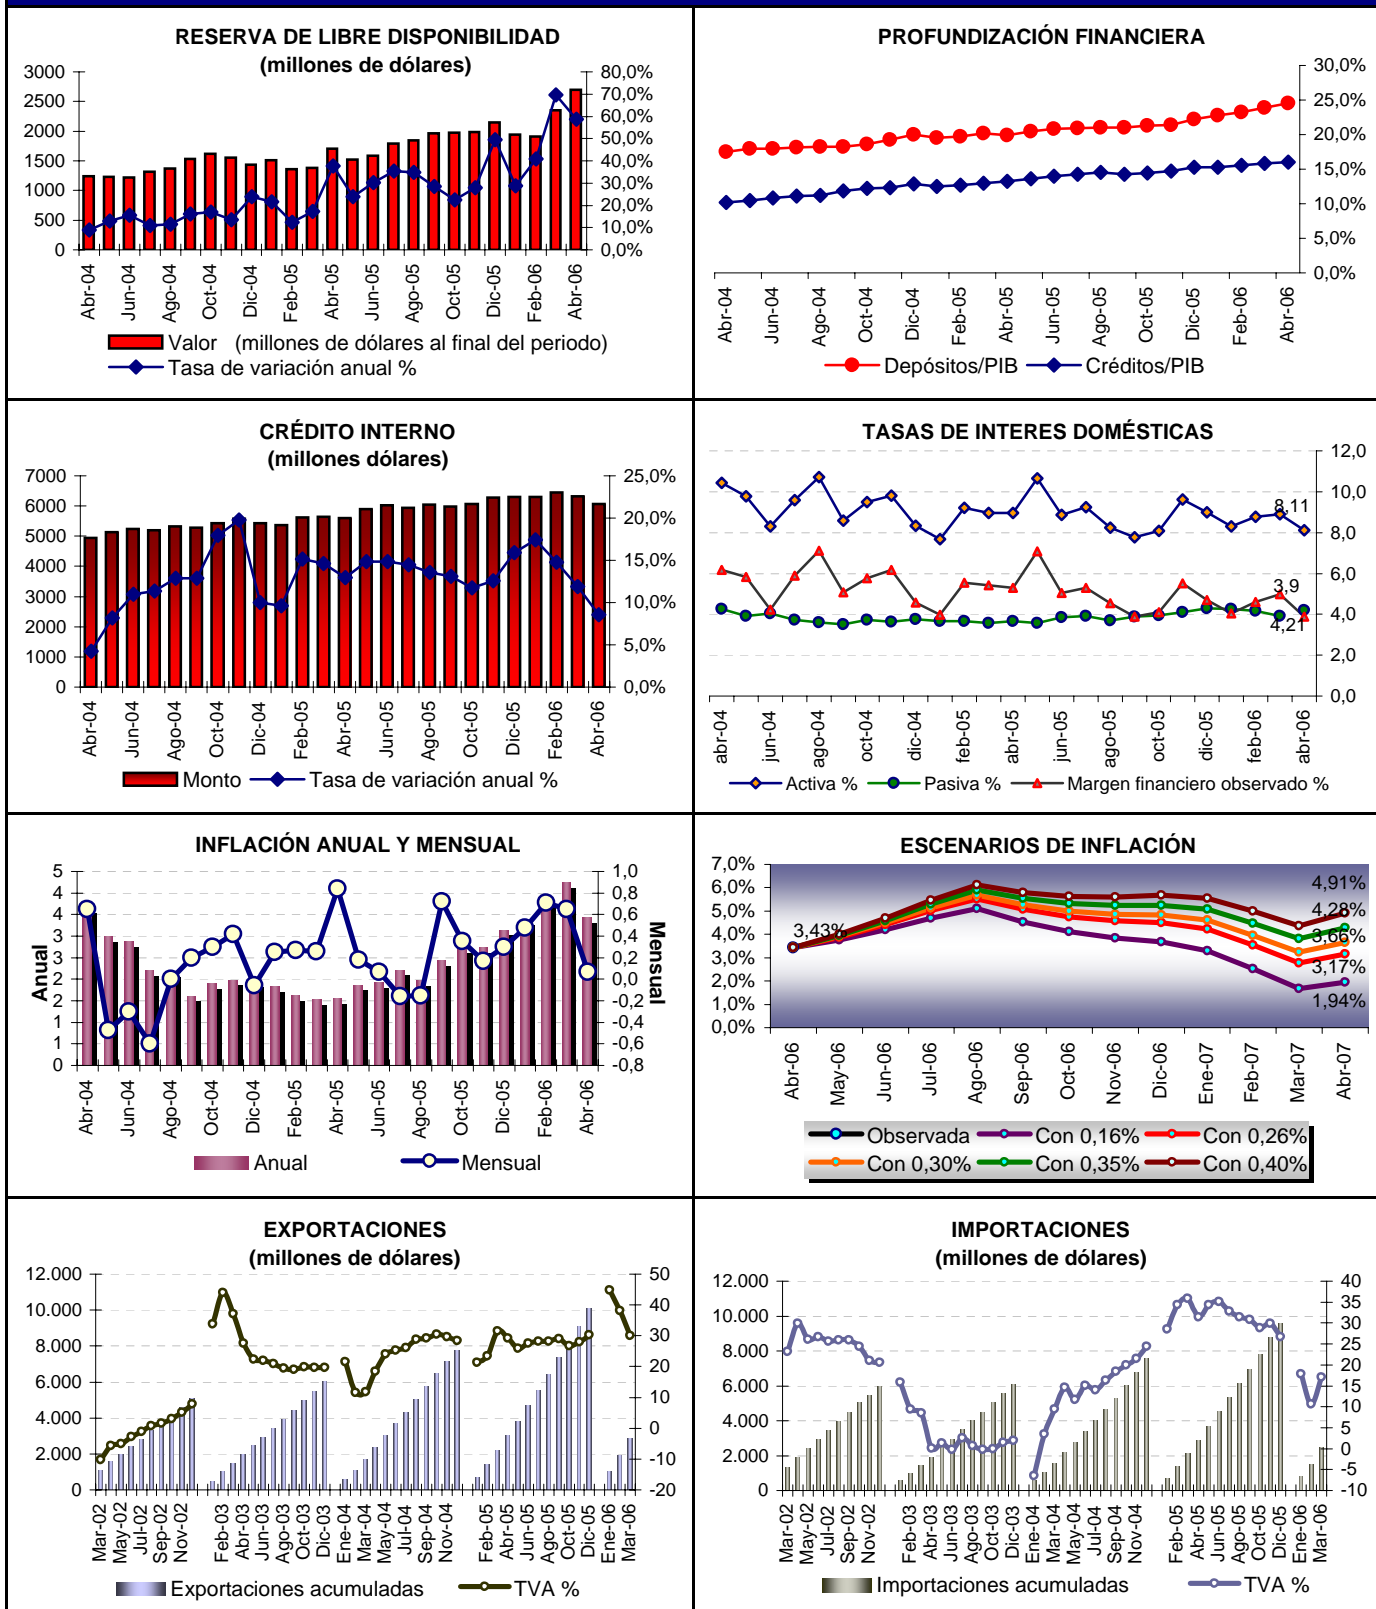 RESERVA DE LIBRE DISPONIBILIDAD
(millones de dólares)
3000
2500
2000
1500
1000
500
0
80,0%
70,0%
60,0%
50,0%
40,0%
30,0%
20,0%
10,0%
0,0%
Abr-04
Jun-04
Ago-04
Oct-04
Dic-04
Feb-05
Abr-05
Jun-05
Ago-05
Oct-05
Dic-05
Feb-06
Abr-06
Valor (millones de dólares al final del periodo)
Tasa de variación anual %
PROFUNDIZACIÓN FINANCIERA
30,0%
25,0%
20,0%
15,0%
10,0%
5,0%
0,0%
Abr-04
Jun-04
Ago-04
Oct-04
Dic-04
Feb-05
Abr-05
Jun-05
Ago-05
Oct-05
Dic-05
Feb-06
Abr-06
Depósitos/PIB
Créditos/PIB
CRÉDITO INTERNO
(millones dólares)
7000
6000
5000
4000
3000
2000
1000
0
25,0%
20,0%
15,0%
10,0%
5,0%
0,0%
Abr-04
Jun-04
Ago-04
Oct-04
Dic-04
Feb-05
Abr-05
Jun-05
Ago-05
Oct-05
Dic-05
Feb-06
Abr-06
Monto
Tasa de variación anual %
TASAS DE INTERES DOMÉSTICAS
12,0
10,0
8,0
6,0
4,0
2,0
0,0
8,11
3,9
4,21
abr-04
jun-04
ago-04
oct-04
dic-04
feb-05
abr-05
jun-05
ago-05
oct-05
dic-05
feb-06
abr-06
Activa %
Pasiva %
Margen financiero observado %
INFLACIÓN ANUAL Y MENSUAL
5
4
4
3
3
2
2
1
1
0
Anual
1,0
0,8
0,6
0,4
0,2
0,0
-0,2
-0,4
-0,6
-0,8
Mensual
Abr-04
Jun-04
Ago-04
Oct-04
Dic-04
Feb-05
Abr-05
Jun-05
Ago-05
Oct-05
Dic-05
Feb-06
Abr-06
Anual
Mensual
ESCENARIOS DE INFLACIÓN
7,0%
6,0%
5,0%
4,0%
3,0%
2,0%
1,0%
0,0%
3,43%
4,91%
4,28%
3,66%
3,17%
1,94%
Abr-06
May-06
Jun-06
Jul-06
Ago-06
Sep-06
Oct-06
Nov-06
Dic-06
Ene-07
Feb-07
Mar-07
Abr-07
Observada
Con 0,16%
Con 0,26%
Con 0,30%
Con 0,35%
Con 0,40%
EXPORTACIONES
(millones de dólares)
12.000
10.000
8.000
6.000
4.000
2.000
0
50
40
30
20
10
0
-10
-20
Mar-02
May-02
Jul-02
Sep-02
Nov-02
Feb-03
Abr-03
Jun-03
Ago-03
Oct-03
Dic-03
Ene-04
Mar-04
May-04
Jul-04
Sep-04
Nov-04
Feb-05
Abr-05
Jun-05
Ago-05
Oct-05
Dic-05
Ene-06
Mar-06
Exportaciones acumuladas
TVA %
IMPORTACIONES
(millones de dólares)
12.000
10.000
8.000
6.000
4.000
2.000
0
40
35
30
25
20
15
10
5
0
-5
-10
Mar-02
May-02
Jul-02
Sep-02
Nov-02
Feb-03
Abr-03
Jun-03
Ago-03
Oct-03
Dic-03
Ene-04
Mar-04
May-04
Jul-04
Sep-04
Nov-04
Feb-05
Abr-05
Jun-05
Ago-05
Oct-05
Dic-05
Ene-06
Mar-06
Importaciones acumuladas
TVA %